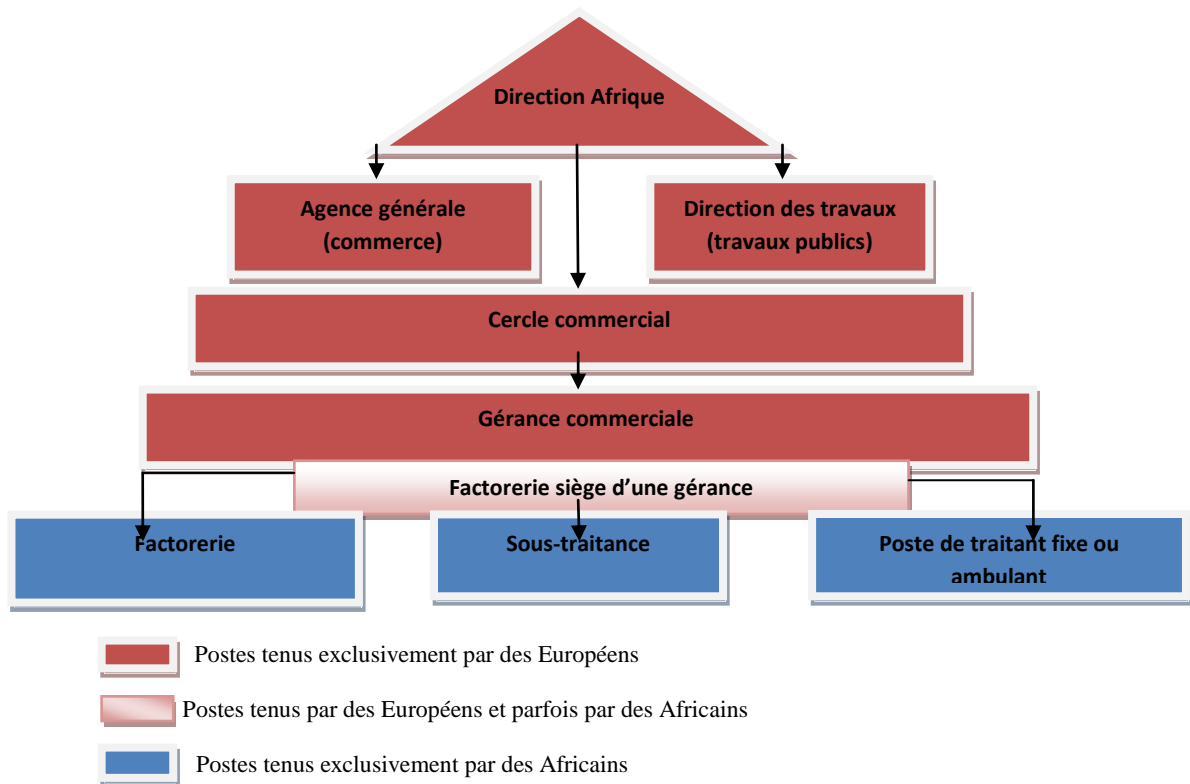 Direction Afrique
Agence générale
(commerce)
Direction des travaux
(travaux publics)
Cercle commercial
Gérance commerciale
Factorerie siège d’une gérance
Factorerie
Sous-traitance
Poste de traitant fixe ou
ambulant
Postes tenus exclusivement par des Européens
Postes tenus par des Européens et parfois par des Africains
Postes tenus exclusivement par des Africains